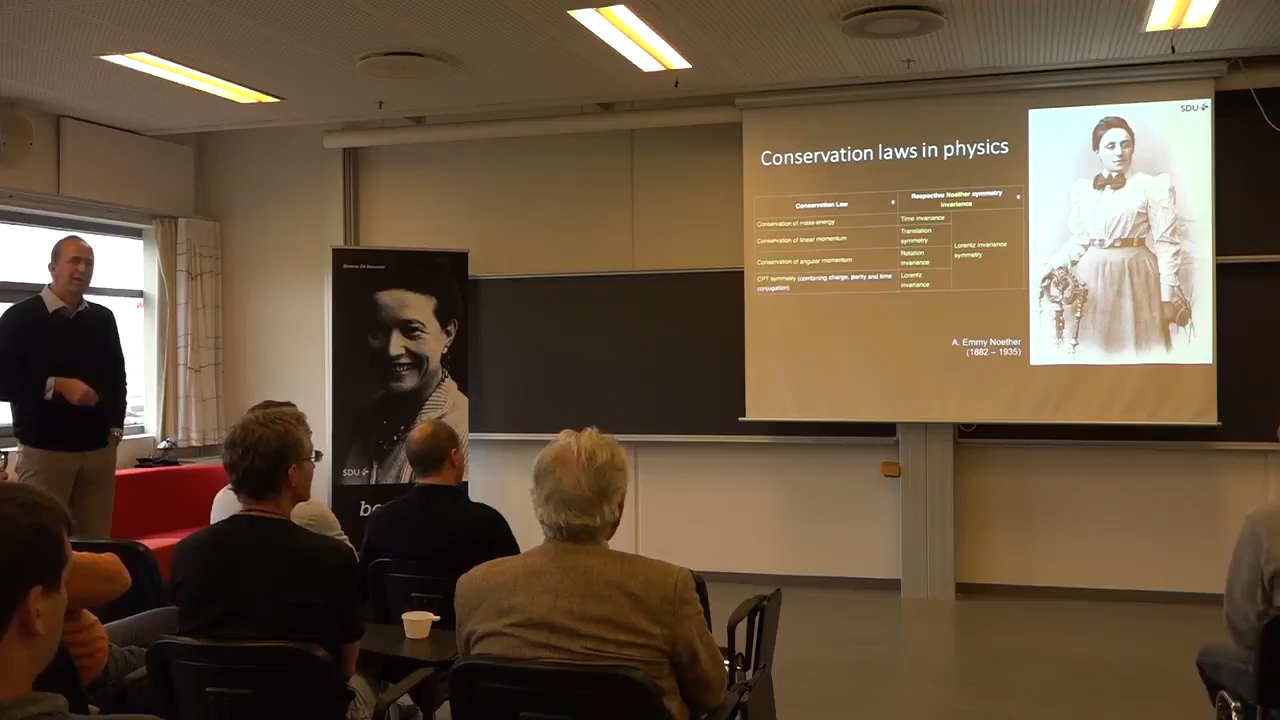 SDU
Conservation laws in physics
Conservation Law
Respective Noether symmetry
invariance
Conservation of mass-energy
Time invariance
Conservation of linear momentum
Translation
symmetry
Lorentz invariance
symmetry
Conservation of angular momentum
Rotation
invariance
CPT symmetry (combining charge, parity and time
conjugation)
Lorentz
invariance
A. Emmy Noether
(1882 – 1935)
SDU